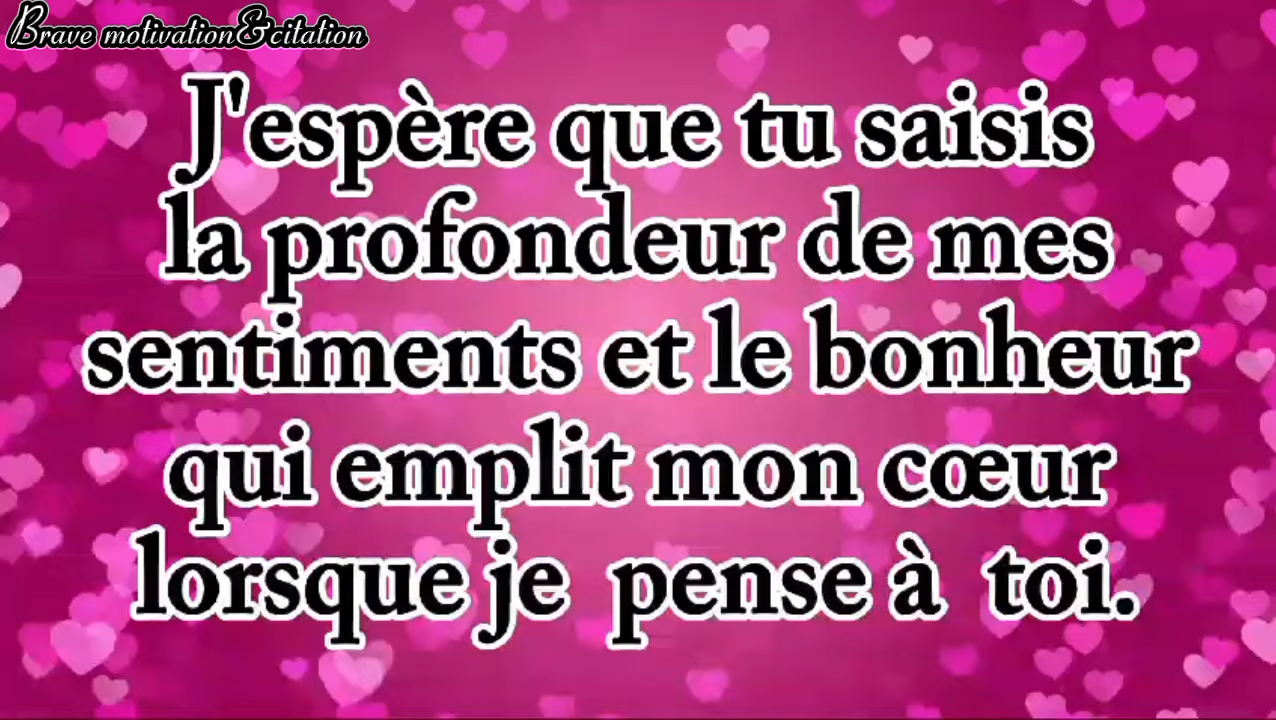 Brave motivation&citation
J'espère que tu saisis
la profondeur de mes
sentiments et le bonheur
qui emplit mon cœur
lorsque je pense à toi.